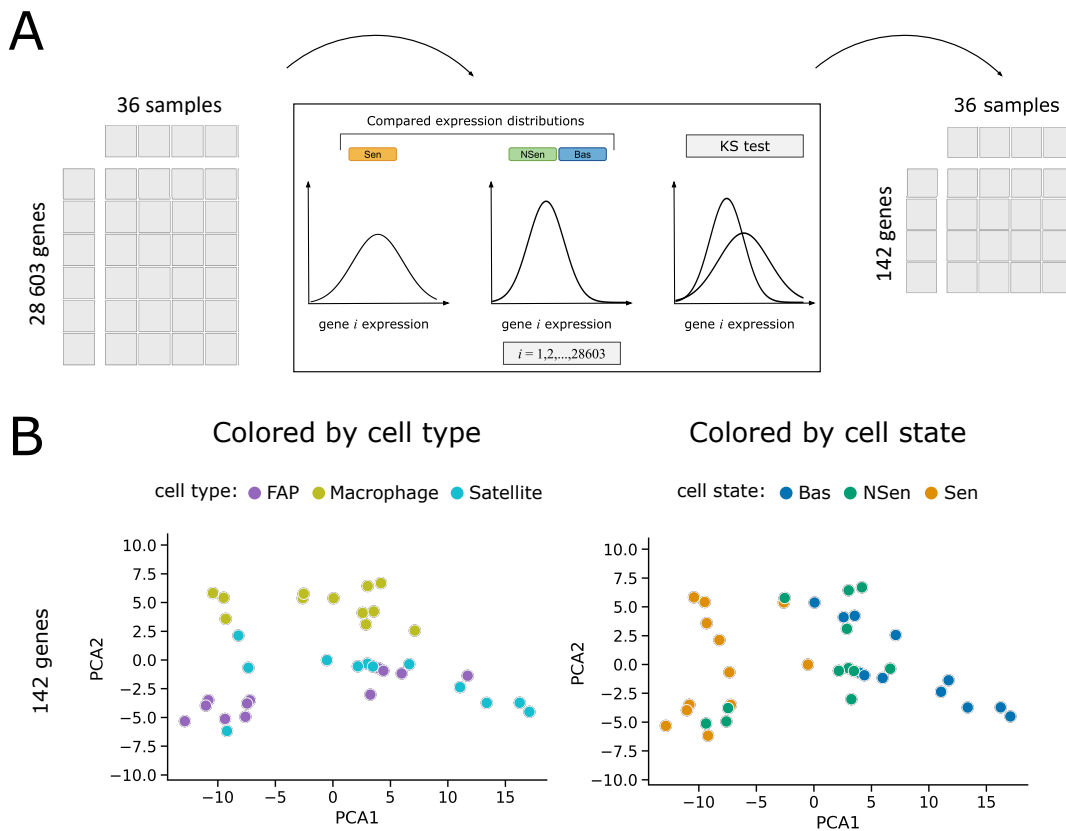 A
36 samples
28 603 genes
Compared expression distributions
Sen
NSen
Bas
KS test
gene i expression
gene i expression
gene i expression
i = 1,2,...,28603
36 samples
142 genes
B
Colored by cell type
cell type: FAP Macrophage Satellite
142 genes
PCA2
10.0
7.5
5.0
2.5
0.0
−2.5
−5.0
−7.5
−10.0
−10 −5 0 5 10 15
PCA1
Colored by cell state
cell state: Bas NSen Sen
PCA2
10.0
7.5
5.0
2.5
0.0
−2.5
−5.0
−7.5
−10.0
−10 −5 0 5 10 15
PCA1